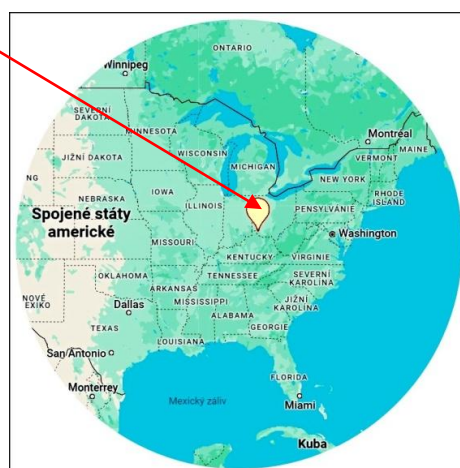 ONTARIO
Winnipeg
SEVERNÍ
DAKOTA
MINNESOTA
Montréal
MAINE
VERMONT
JIŽNÍ DAKOTA
WISCONSIN
MICHIGAN
NEW YORK
NG
NEBRASKA
IOWA
ILLINOIS
PENSYLVÁNIE
RHODE
ISLAND
Spojené státy
americké
Washington
MISSOURI
KENTUCKY
VIRGINIE
OKLAHOMA
ARKANSAS
TENNESSEE
SEVERNÍ
KAROLÍNA
NOVÉ
EXIKO
Dallas
MISSISSIPPI
ALABAMA
JIŽNÍ
KAROLÍNA
TEXAS
GEORGIE
LOUISIANA
San Antonio
FLORIDA
Monterrey
Mexický záliv
Miami
Kuba